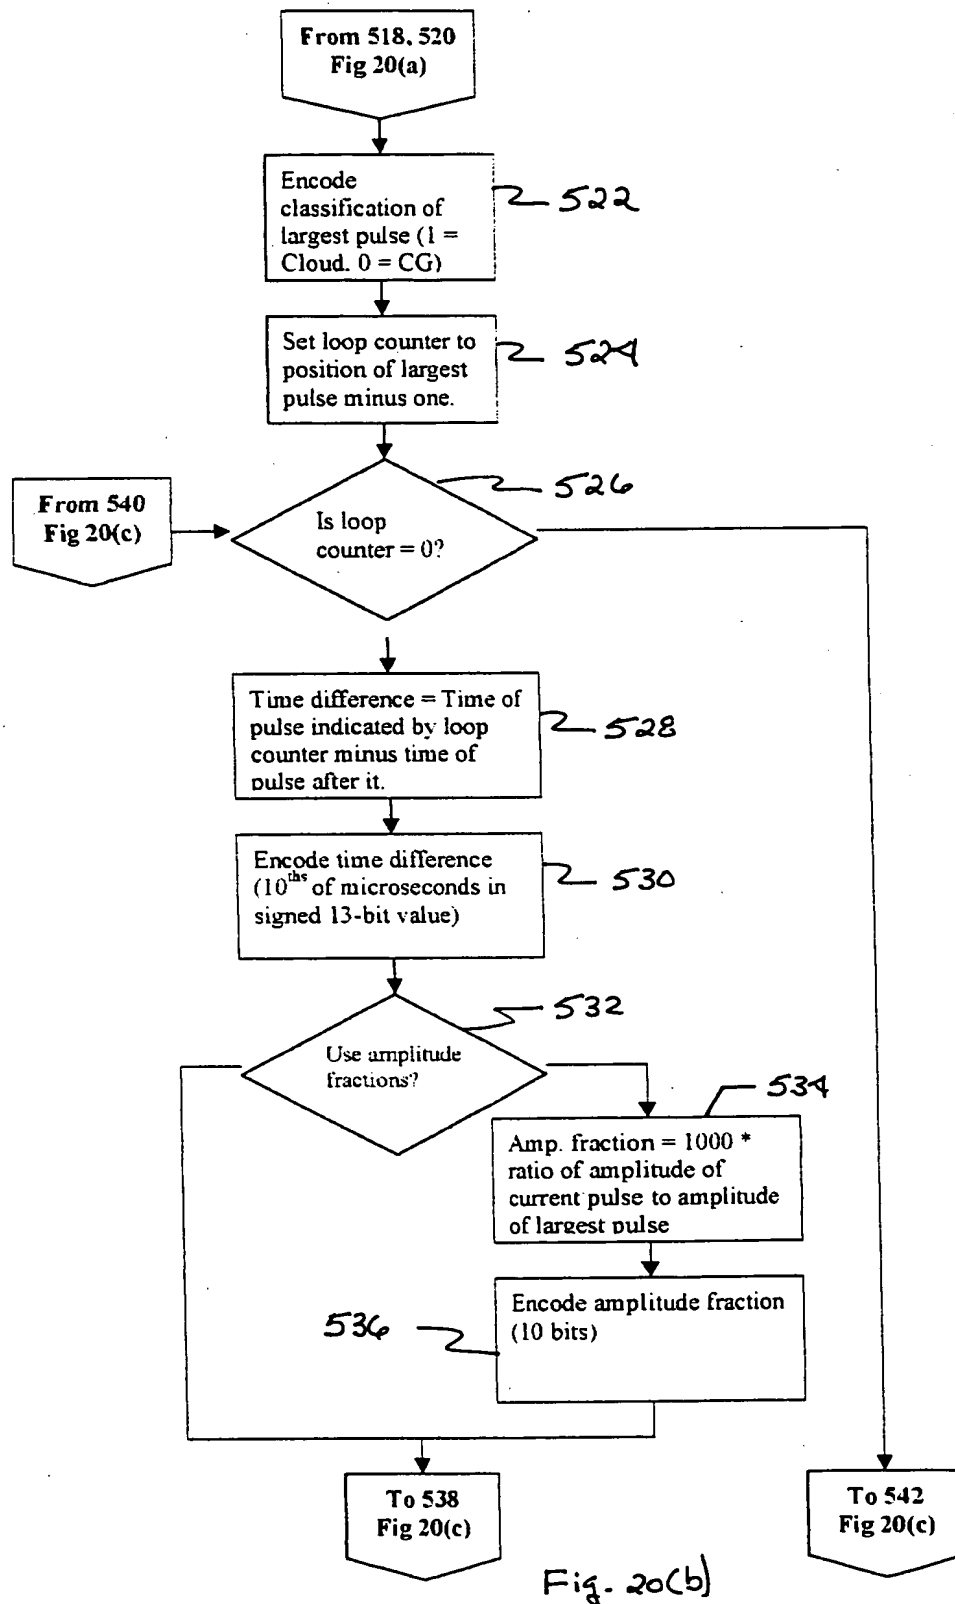 From 518, 520
Fig 20(a)
Encode
classification of
largest pulse (1 =
Cloud. 0 = CG)
522
Set loop counter to
position of largest
pulse minus one.
524
526
From 540
Fig 20(c)
Is loop
counter = 0?
Time difference = Time of
pulse indicated by loop
counter minus time of
pulse after it.
528
Encode time difference
(10ths of microseconds in
signed 13-bit value)
530
532
Use amplitude
fractions?
534
Amp. fraction = 1000 *
ratio of amplitude of
current pulse to amplitude
of largest pulse
Encode amplitude fraction
(10 bits)
536
To 538
Fig 20(c)
To 542
Fig 20(c)
Fig. 20(b)